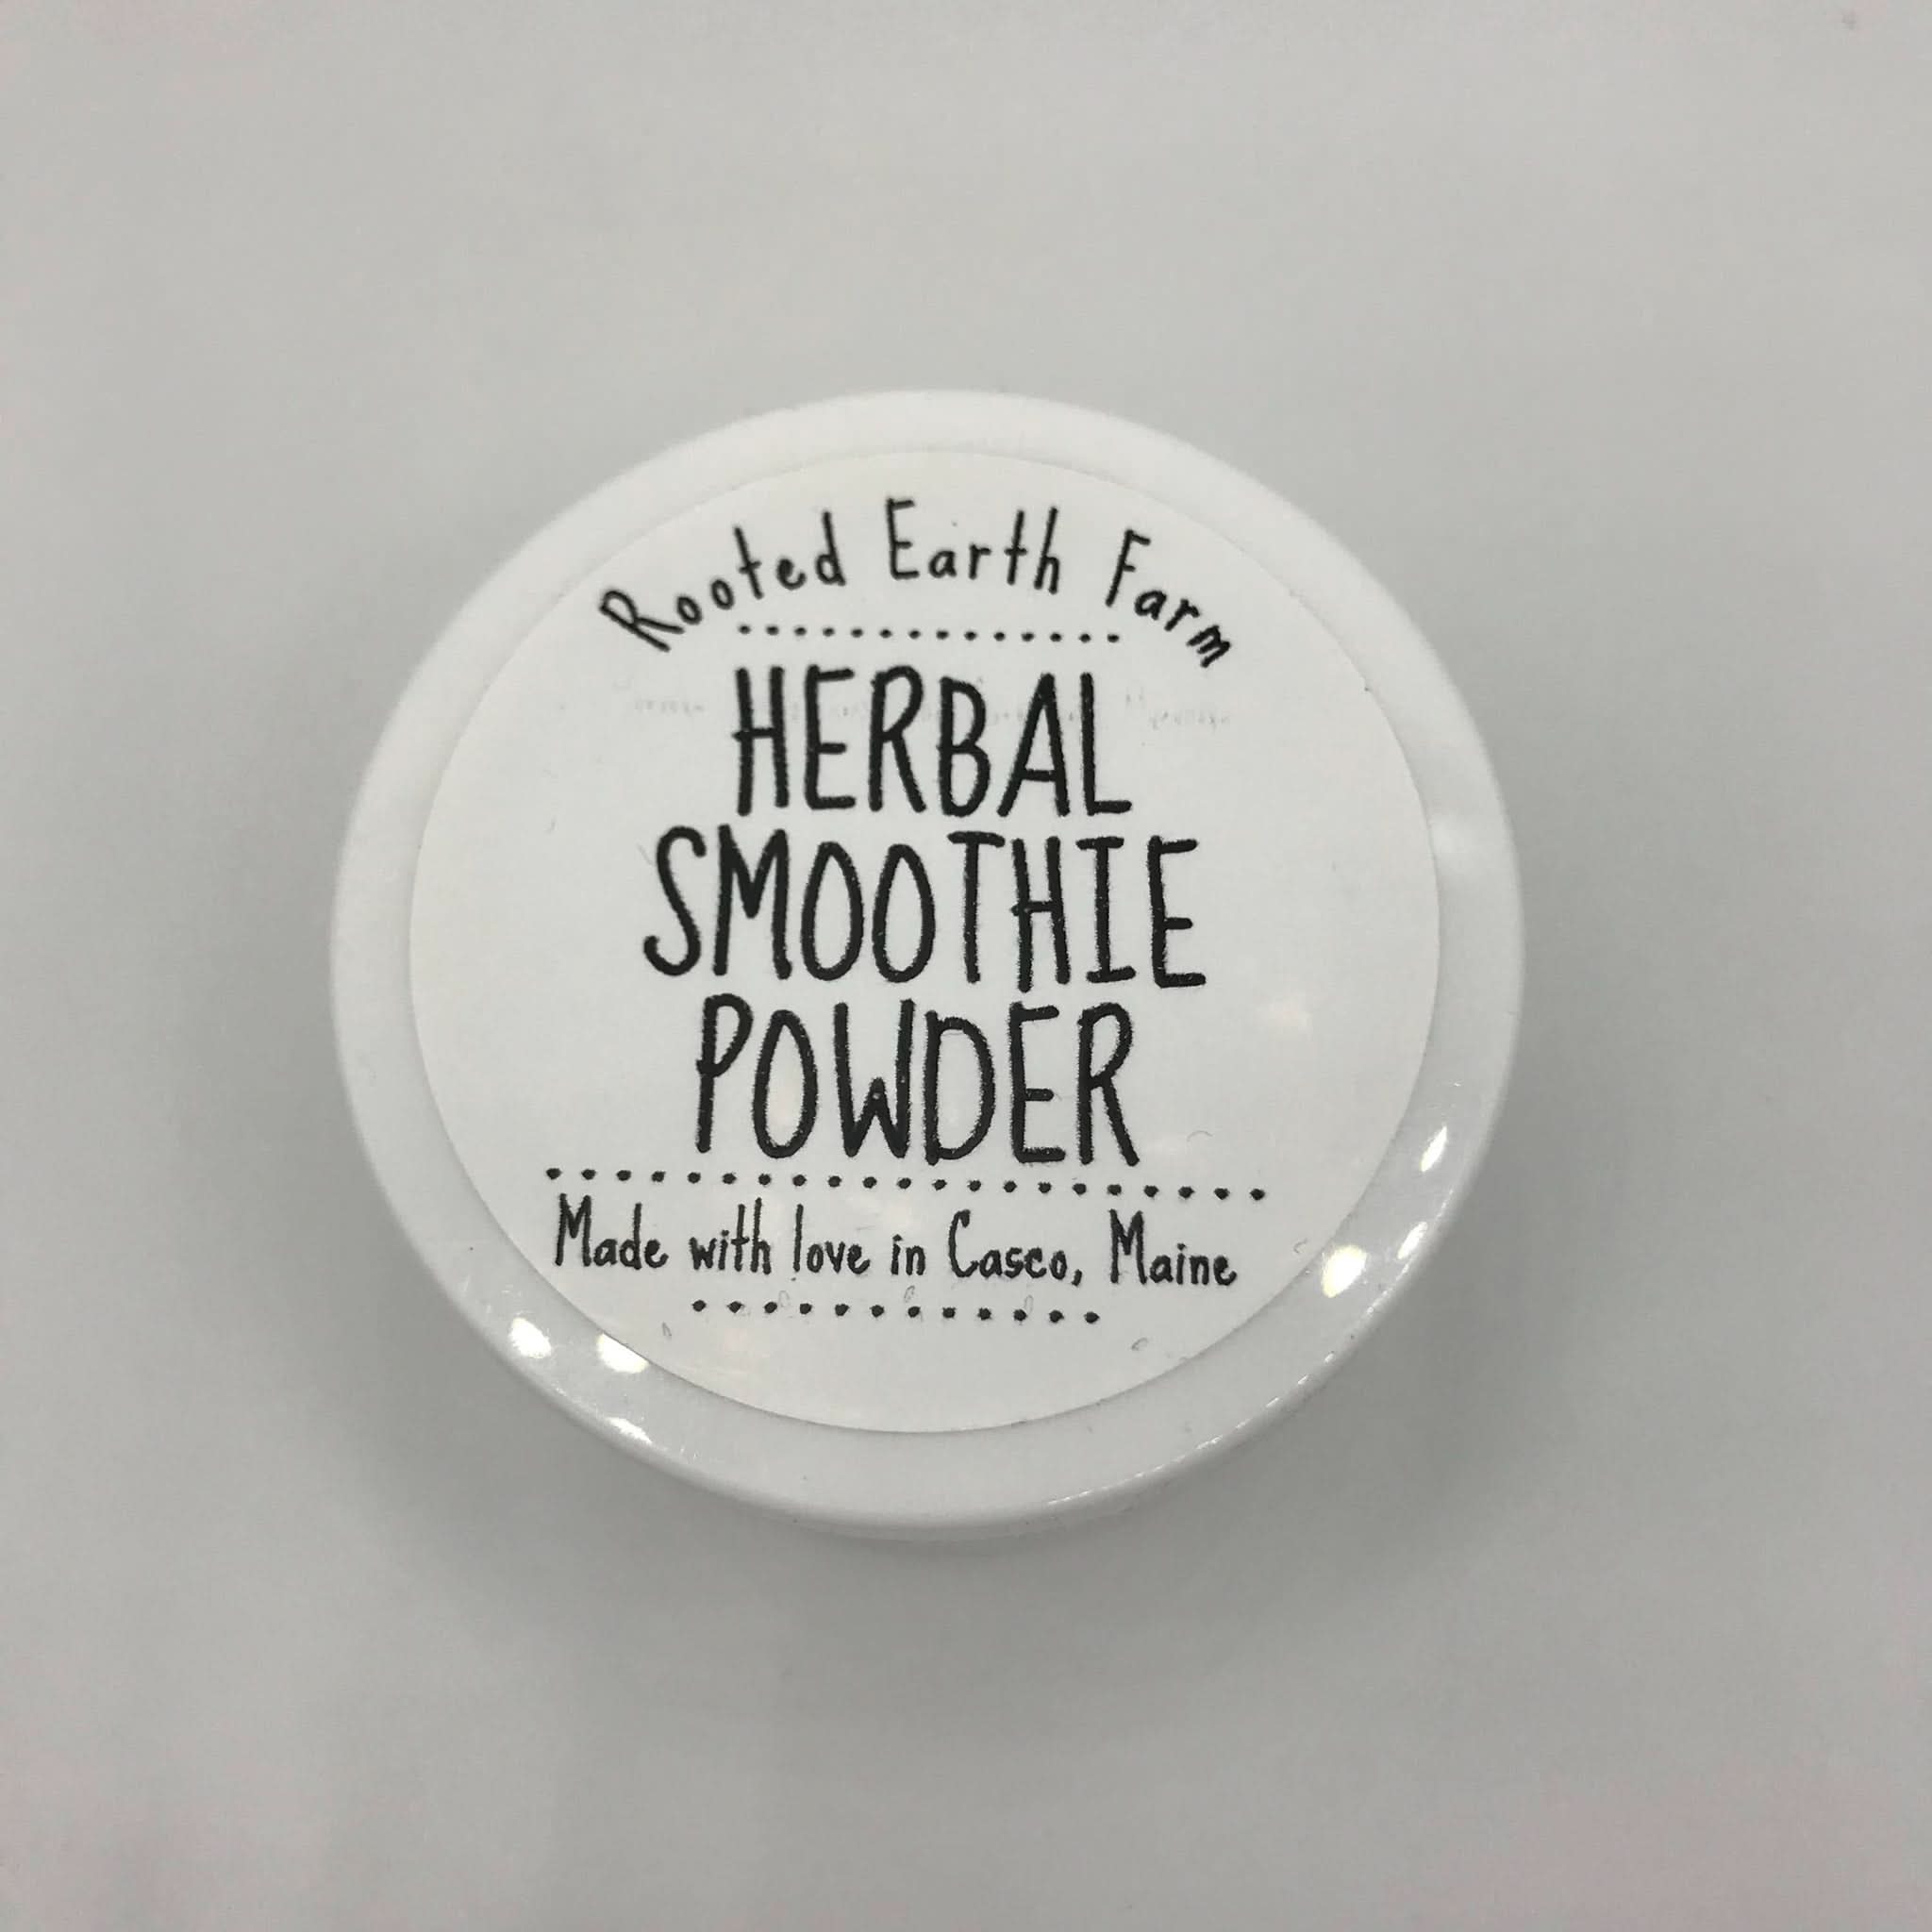 Rooted Earth Farm
HERBAL
SMOOTHIE
POWDER
Made with love in Casco, Maine